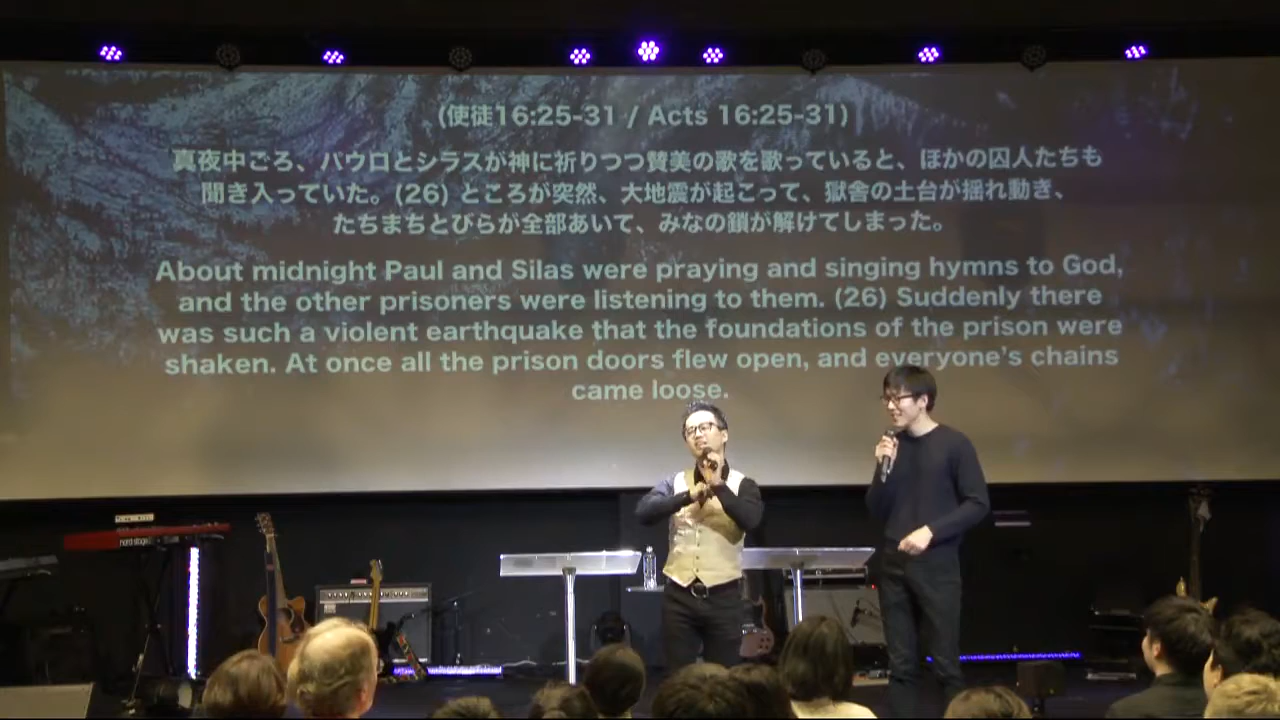 (使徒16:25-31 / Acts 16:25-31)
真夜中ごろ、パウロとシラスが神に祈りつつ賛美の歌を歌っていると、ほかの囚人たちも
聞き入っていた。(26) ところが突然、大地震が起こって、獄舎の土台が揺れ動き、
たちまちとびらが全部あいて、みなの鎖が解けてしまった。
About midnight Paul and Silas were praying and singing hymns to God,
and the other prisoners were listening to them. (26) Suddenly there
was such a violent earthquake that the foundations of the prison were
shaken. At once all the prison doors flew open, and everyone's chains
came loose.
nord stage